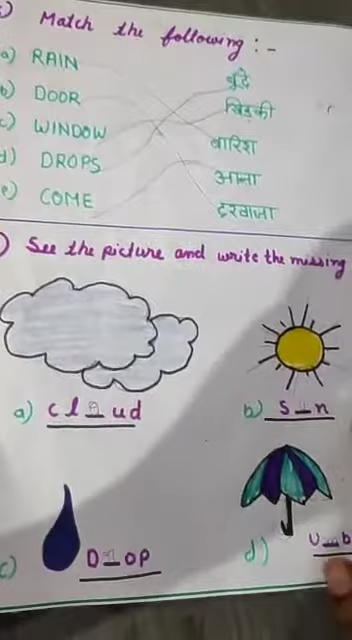 Match the following :-
a) RAIN
बूँदे
b) DOOR
खिड़की
c) WINDOW
बारिश
d) DROPS
आना
e) COME
दरवाजा
See the picture and write the missing
a) cl_ud
b) s_n
c) D_op
d) U_b